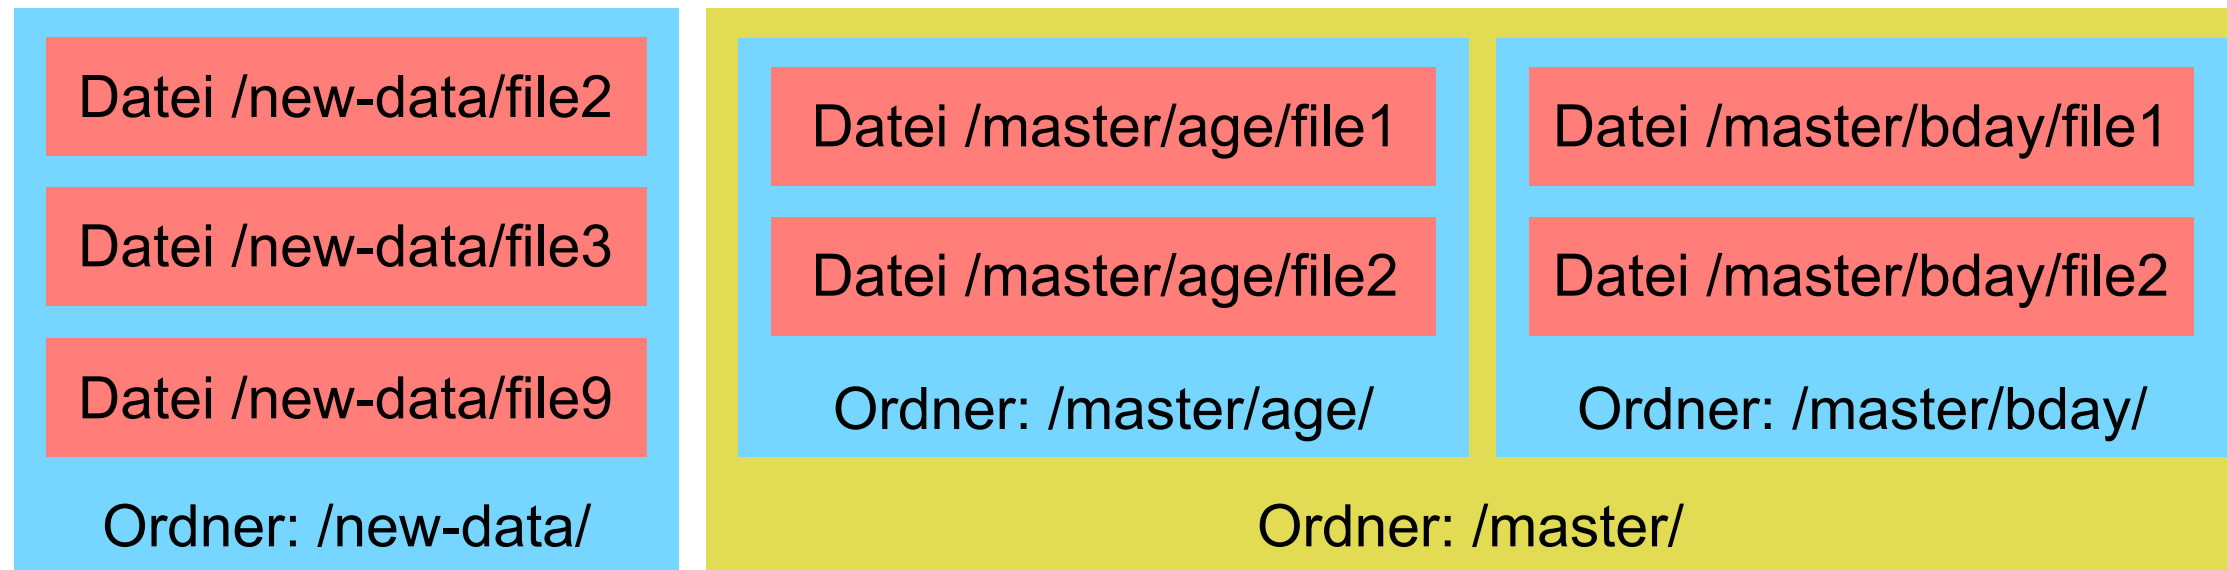 Datei /new-data/file2
Datei /new-data/file3
Datei /new-data/file9
Ordner: /new-data/
Datei /master/age/file1
Datei /master/age/file2
Ordner: /master/age/
Datei /master/bday/file1
Datei /master/bday/file2
Ordner: /master/bday/
Ordner: /master/